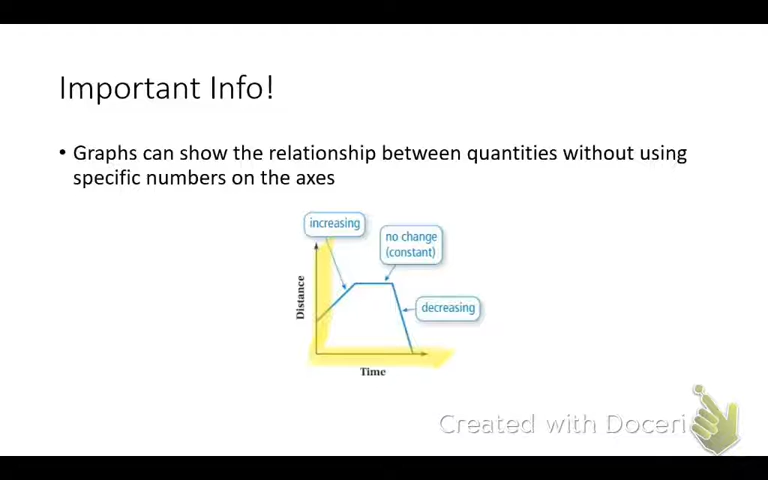 Important Info!
• Graphs can show the relationship between quantities without using
specific numbers on the axes
increasing
no change
(constant)
Distance
decreasing
Time
Created with Doceri